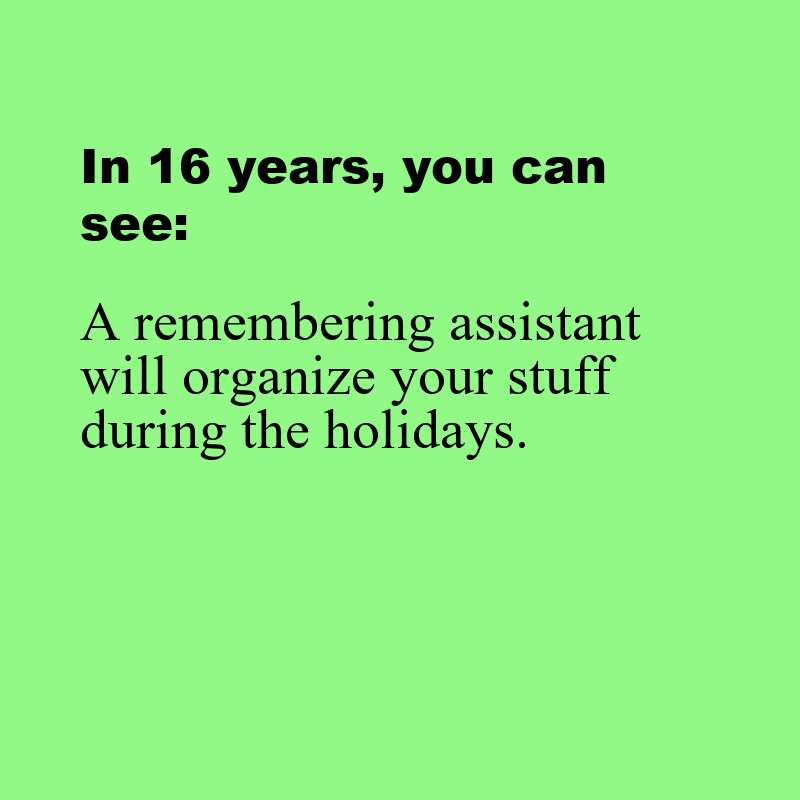 In 16 years, you can
see:
A remembering assistant
will organize your stuff
during the holidays.